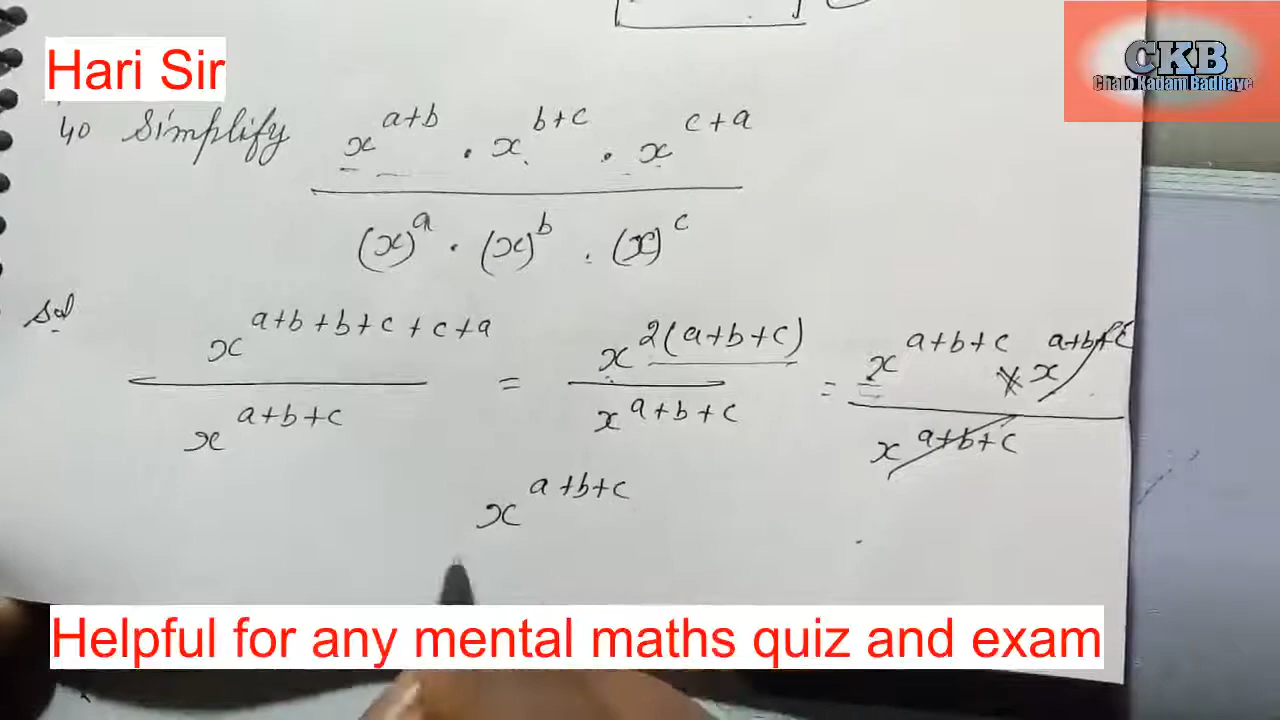 Hari Sir
CKB
Chalo Kadam Badhaye
40 Simplify x^{a+b} . x^{b+c} . x^{c+a}
(x)^a . (x)^b . (x)^c
Sol
x^{a+b+b+c+c+a} = x^{2(a+b+c)} = x^{a+b+c} × x^{a+b+c}
x^{a+b+c} x^{a+b+c} x^{a+b+c}
x^{a+b+c}
Helpful for any mental maths quiz and exam